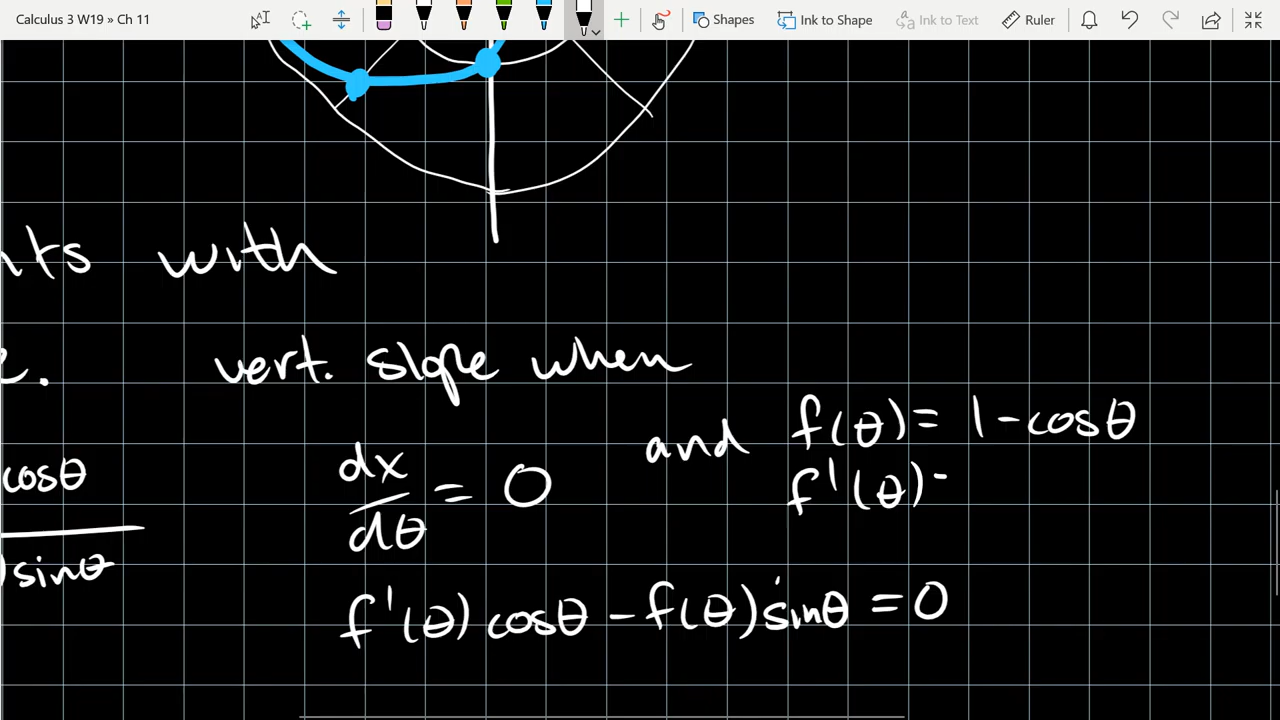 Calculus 3 W19 » Ch 11
Shapes
Ink to Shape
Ink to Text
Ruler
nts with
e.
vert. slope when
cosθ
sinθ
dx
dθ
= 0
and f(θ) = 1-cosθ
f'(θ) -
f'(θ) cosθ - f(θ) sinθ = 0